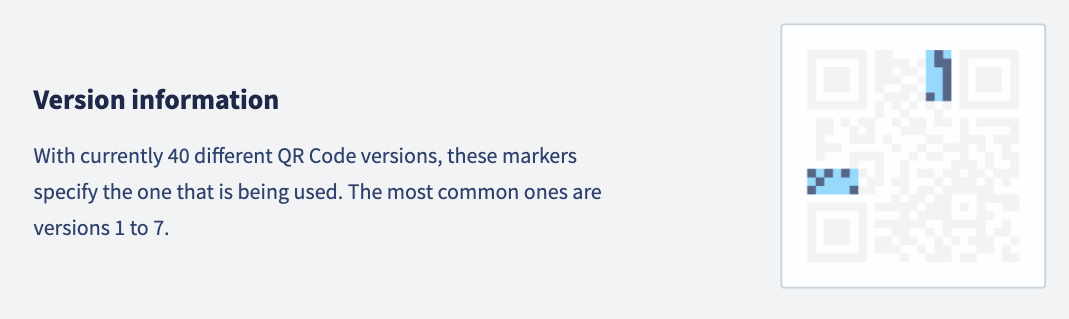 Version information
With currently 40 different QR Code versions, these markers
specify the one that is being used. The most common ones are
versions 1 to 7.